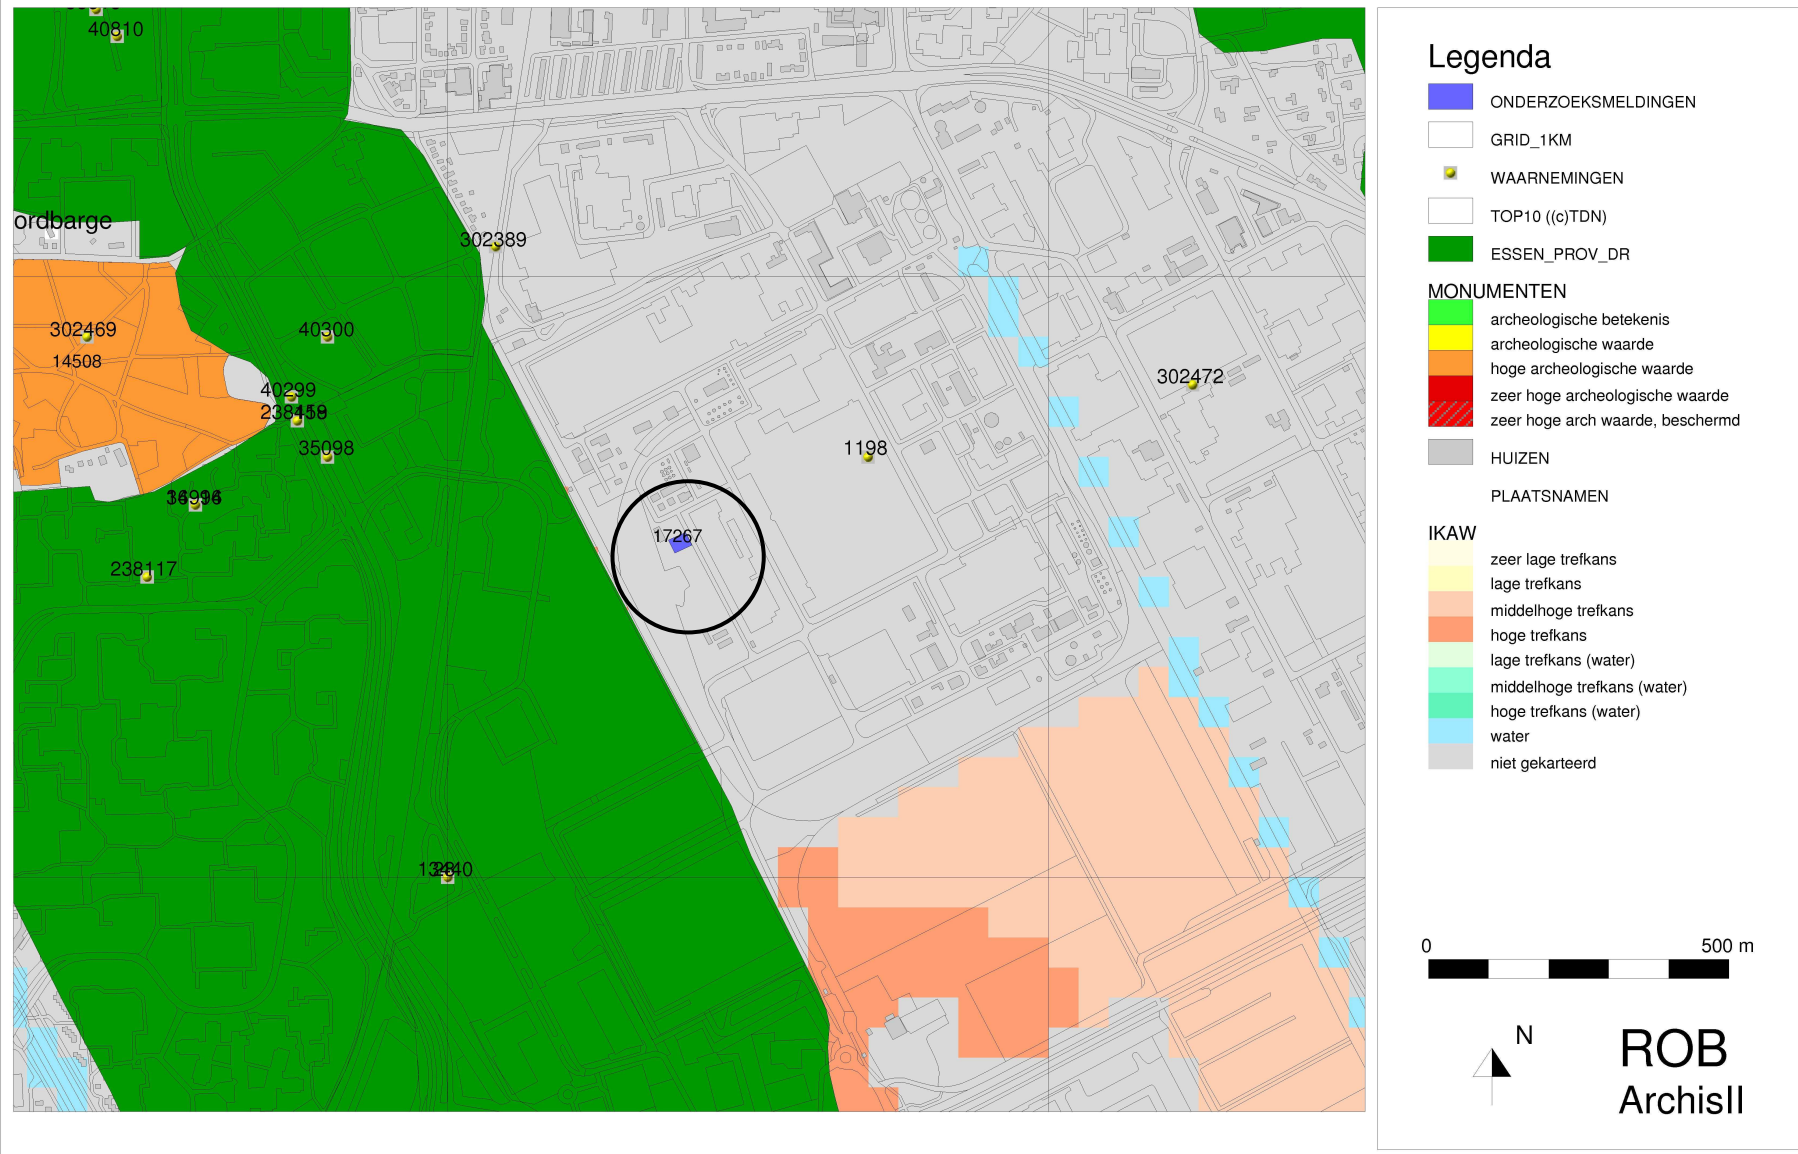 40810
ordbarge
302389
302469
40300
14508
40299
302472
35098
1198
17267
238117
Legenda
ONDERZOEKSMELDINGEN
GRID_1KM
WAARNEMINGEN
TOP10 ((c)TDN)
ESSEN_PROV_DR
MONUMENTEN
archeologische betekenis
archeologische waarde
hoge archeologische waarde
zeer hoge archeologische waarde
zeer hoge arch waarde, beschermd
HUIZEN
PLAATSNAMEN
IKAW
zeer lage trefkans
lage trefkans
middelhoge trefkans
hoge trefkans
lage trefkans (water)
middelhoge trefkans (water)
hoge trefkans (water)
water
niet gekarteerd
0 500 m
N
ROB
ArchisII